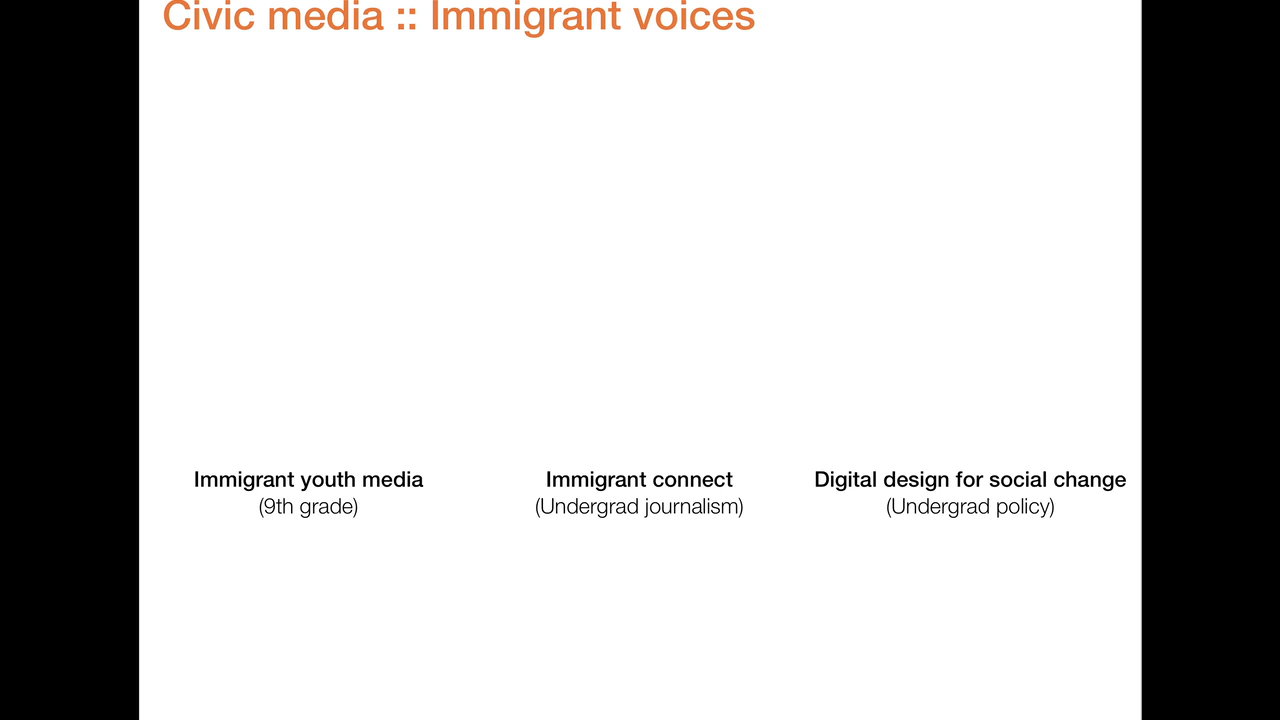 Civic media :: Immigrant voices
Immigrant youth media
(9th grade)
Immigrant connect
(Undergrad journalism)
Digital design for social change
(Undergrad policy)